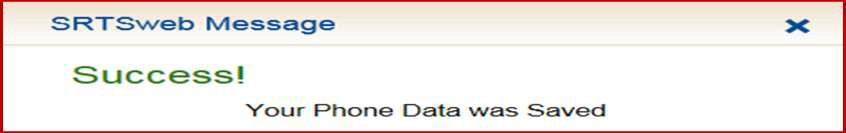 SRTSweb Message
Success!
Your Phone Data was Saved